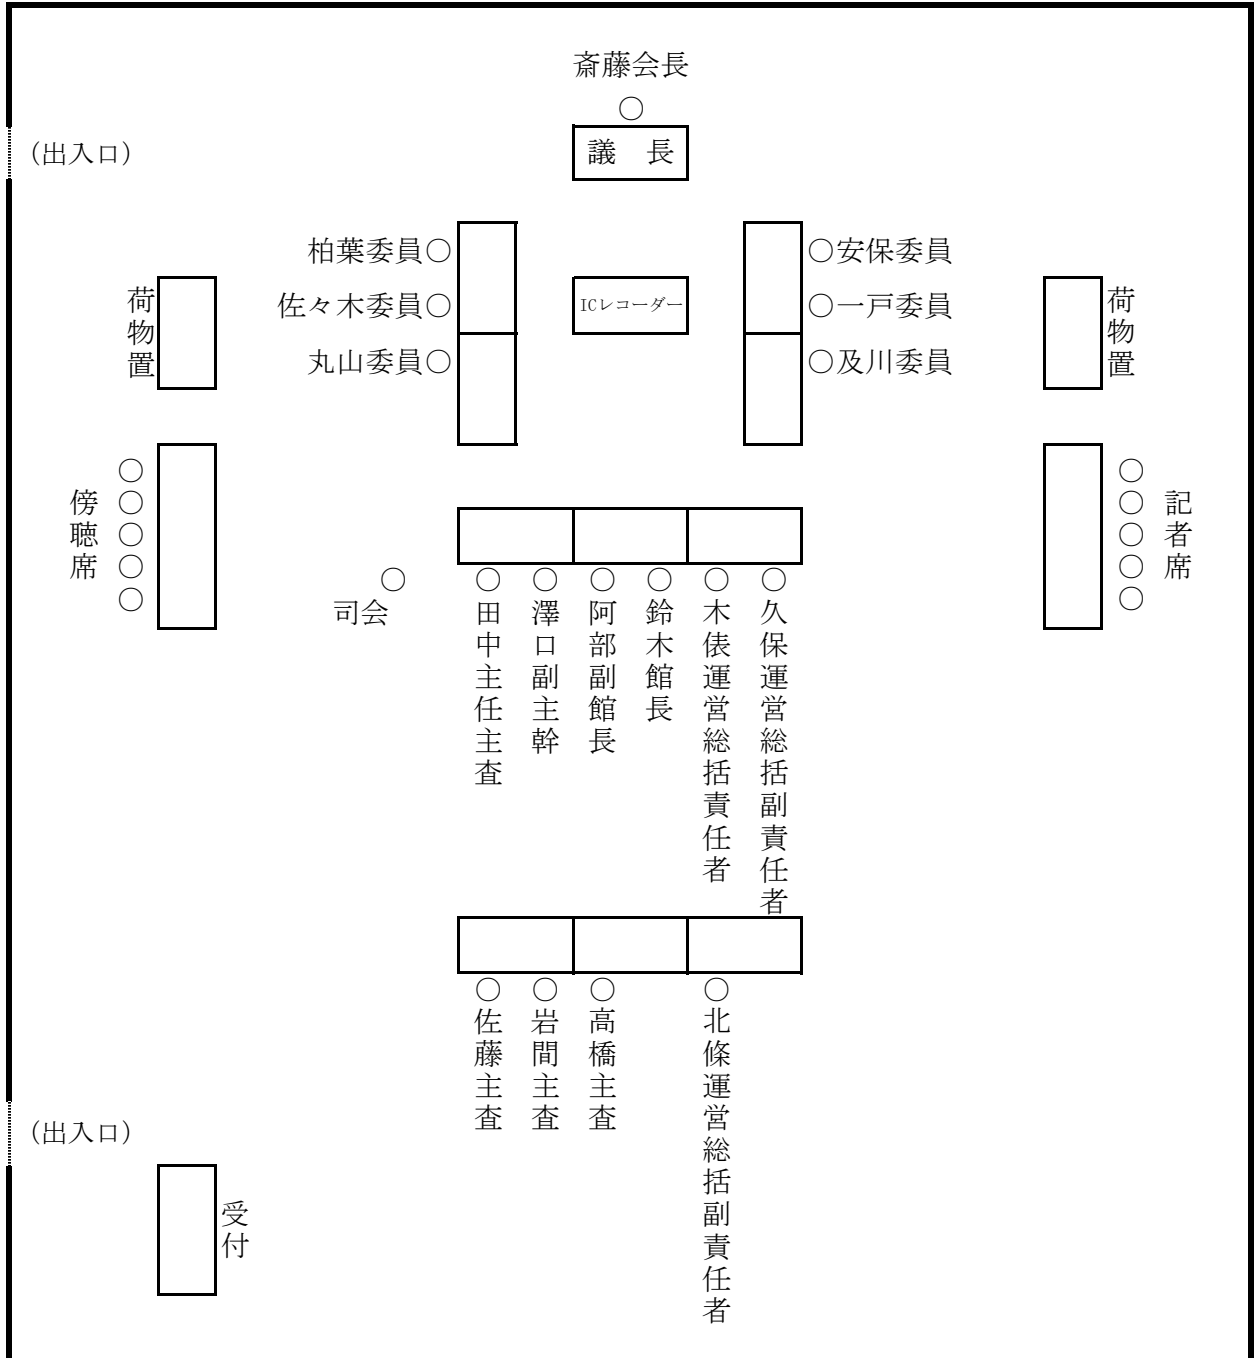 斎藤会長
○
議　長
（出入口）
柏葉委員○
○安保委員
佐々木委員○
ICレコーダー
○一戸委員
丸山委員○
○及川委員
荷物置
荷物置
傍聴席
○○○○○
○○○○○
記者席
○
司会
○田中主任主査
○澤口副主幹
○阿部副館長
○鈴木館長
○木俵運営総括責任者
○久保運営総括副責任者
○佐藤主査
○岩間主査
○高橋主査
○北條運営総括副責任者
（出入口）
受付